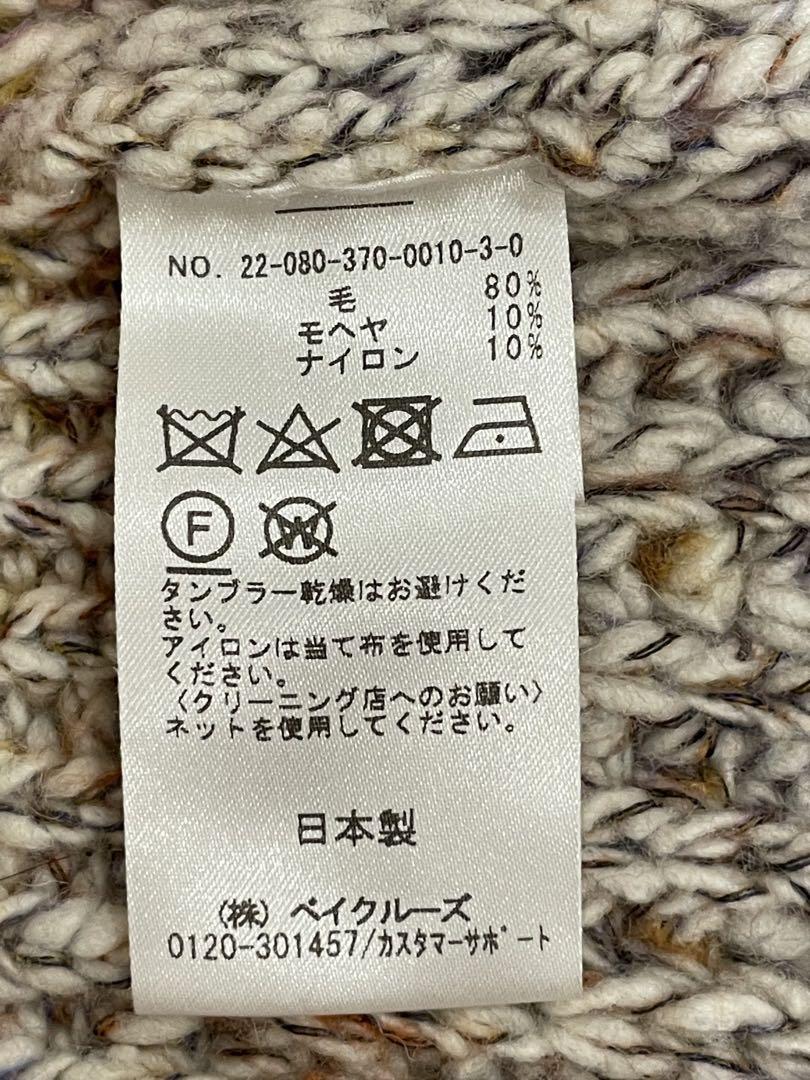 NO. 22-080-370-0010-3-0
毛 80%
モヘヤ 10%
ナイロン 10%
F W
タンブラー乾燥はお避けくだ
さい。
アイロンは当て布を使用して
ください。
〈クリーニング店へのお願い〉
ネットを使用してください。
日本製
(株) ベイクルーズ
0120-301457/カスタマーサポート